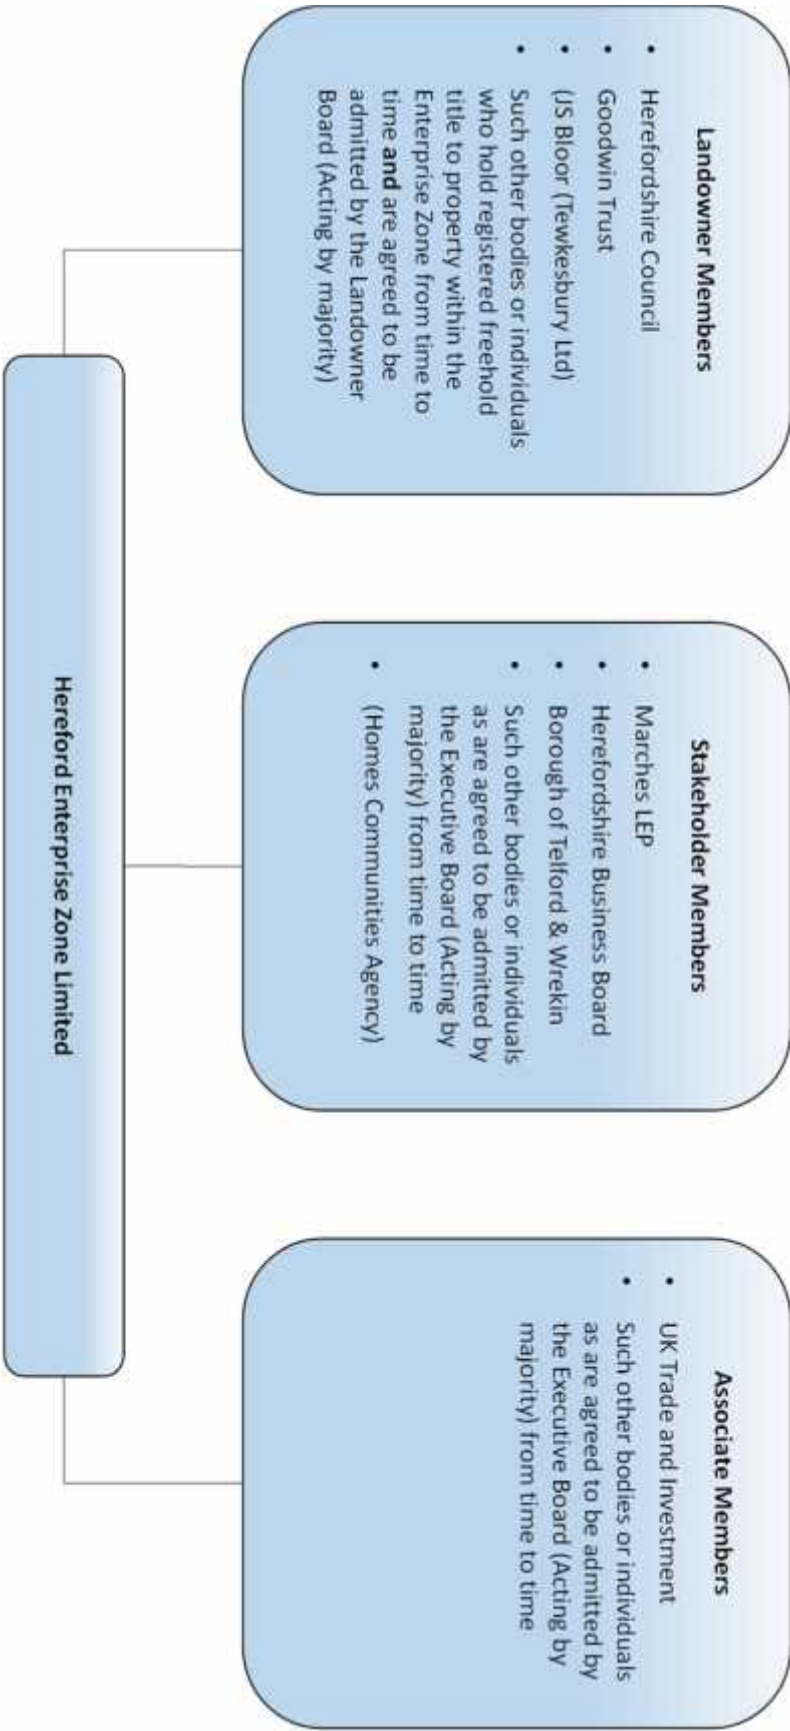 Landowner Members
• Herefordshire Council
• Goodwin Trust
• (JS Bloor (Tewkesbury Ltd)
• Such other bodies or individuals
who hold registered freehold
title to property within the
Enterprise Zone from time to
time and are agreed to be
admitted by the Landowner
Board (Acting by majority)
Stakeholder Members
• Marches LEP
• Herefordshire Business Board
• Borough of Telford & Wrekin
• Such other bodies or individuals
as are agreed to be admitted by
the Executive Board (Acting by
majority) from time to time
• (Homes Communities Agency)
Associate Members
• UK Trade and Investment
• Such other bodies or individuals
as are agreed to be admitted by
the Executive Board (Acting by
majority) from time to time
Hereford Enterprise Zone Limited